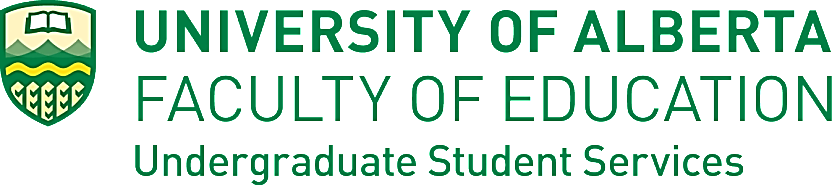 UNIVERSITY OF ALBERTA
FACULTY OF EDUCATION
Undergraduate Student Services